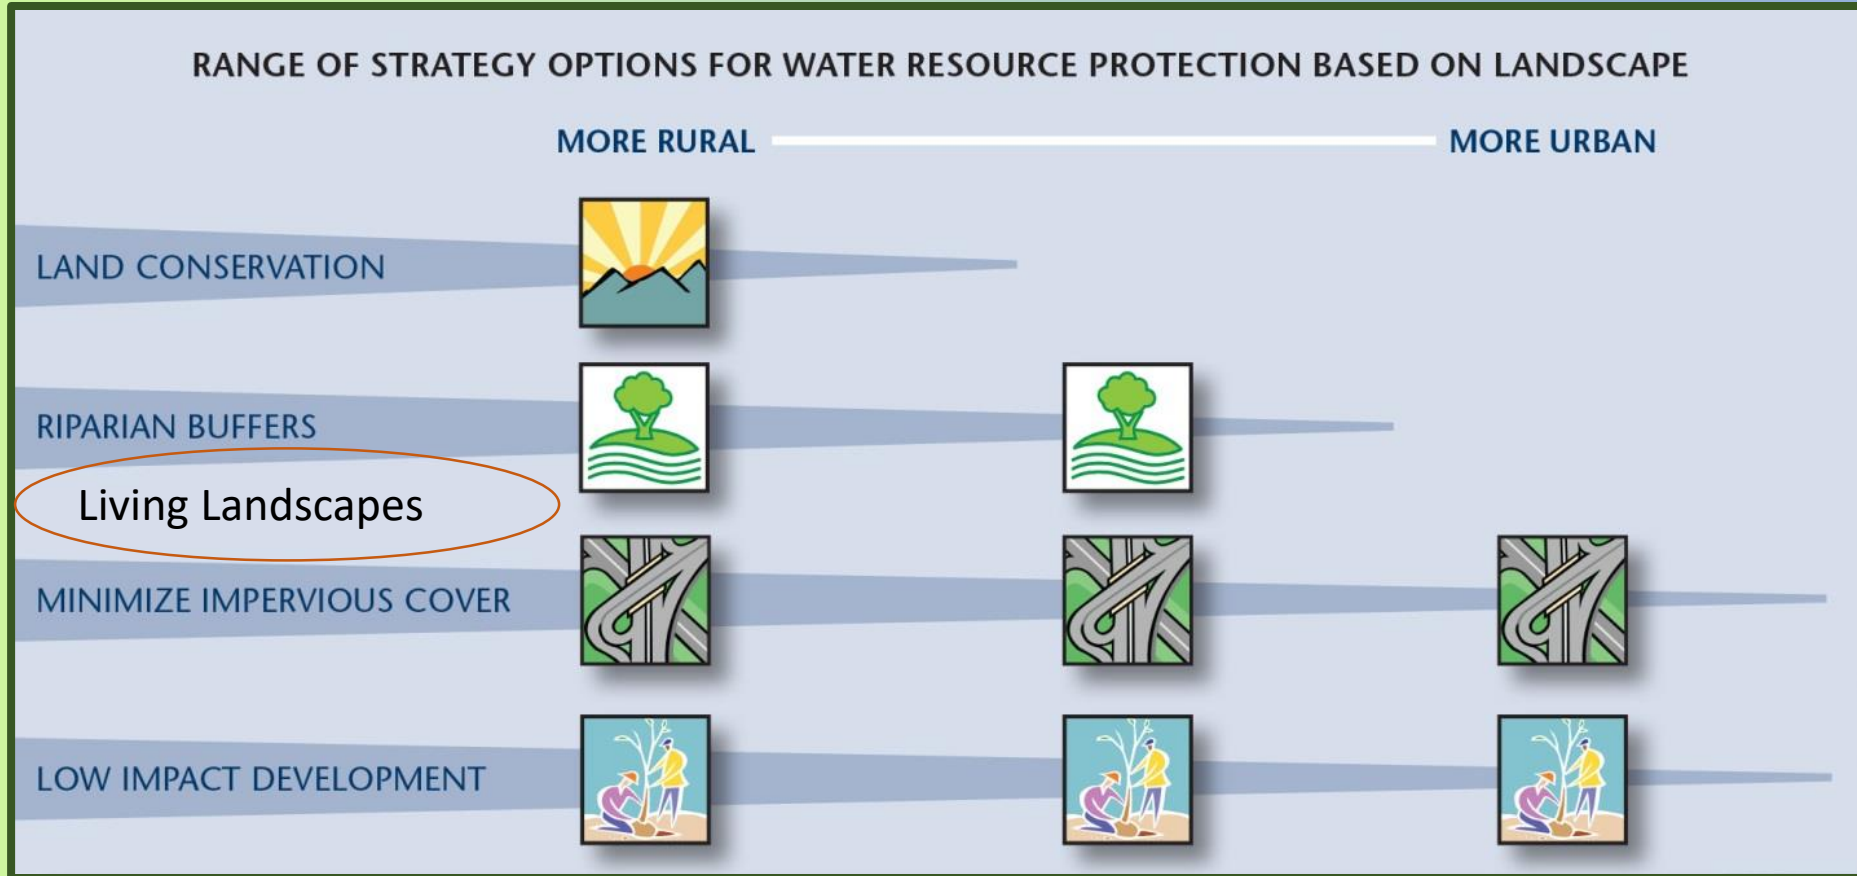 RANGE OF STRATEGY OPTIONS FOR WATER RESOURCE PROTECTION BASED ON LANDSCAPE
MORE RURAL MORE URBAN
LAND CONSERVATION
RIPARIAN BUFFERS
Living Landscapes
MINIMIZE IMPERVIOUS COVER
LOW IMPACT DEVELOPMENT